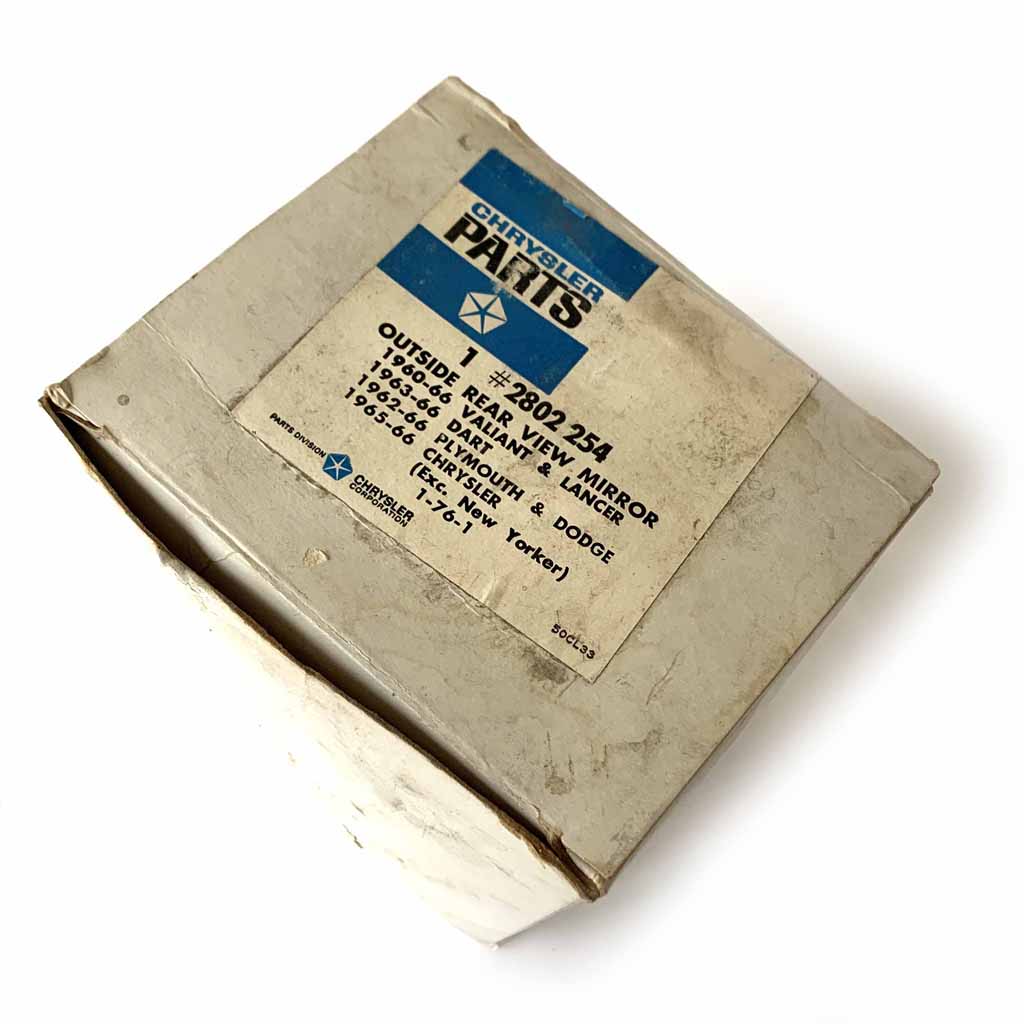 CHRYSLER
PARTS
1 #2802 254
OUTSIDE REAR VIEW MIRROR
1960-66 VALIANT & LANCER
1963-66 DART
1962-66 PLYMOUTH & DODGE
1965-66 CHRYSLER
(Exc. New Yorker)
1-76-1
PARTS DIVISION CHRYSLER
CORPORATION
50CL33